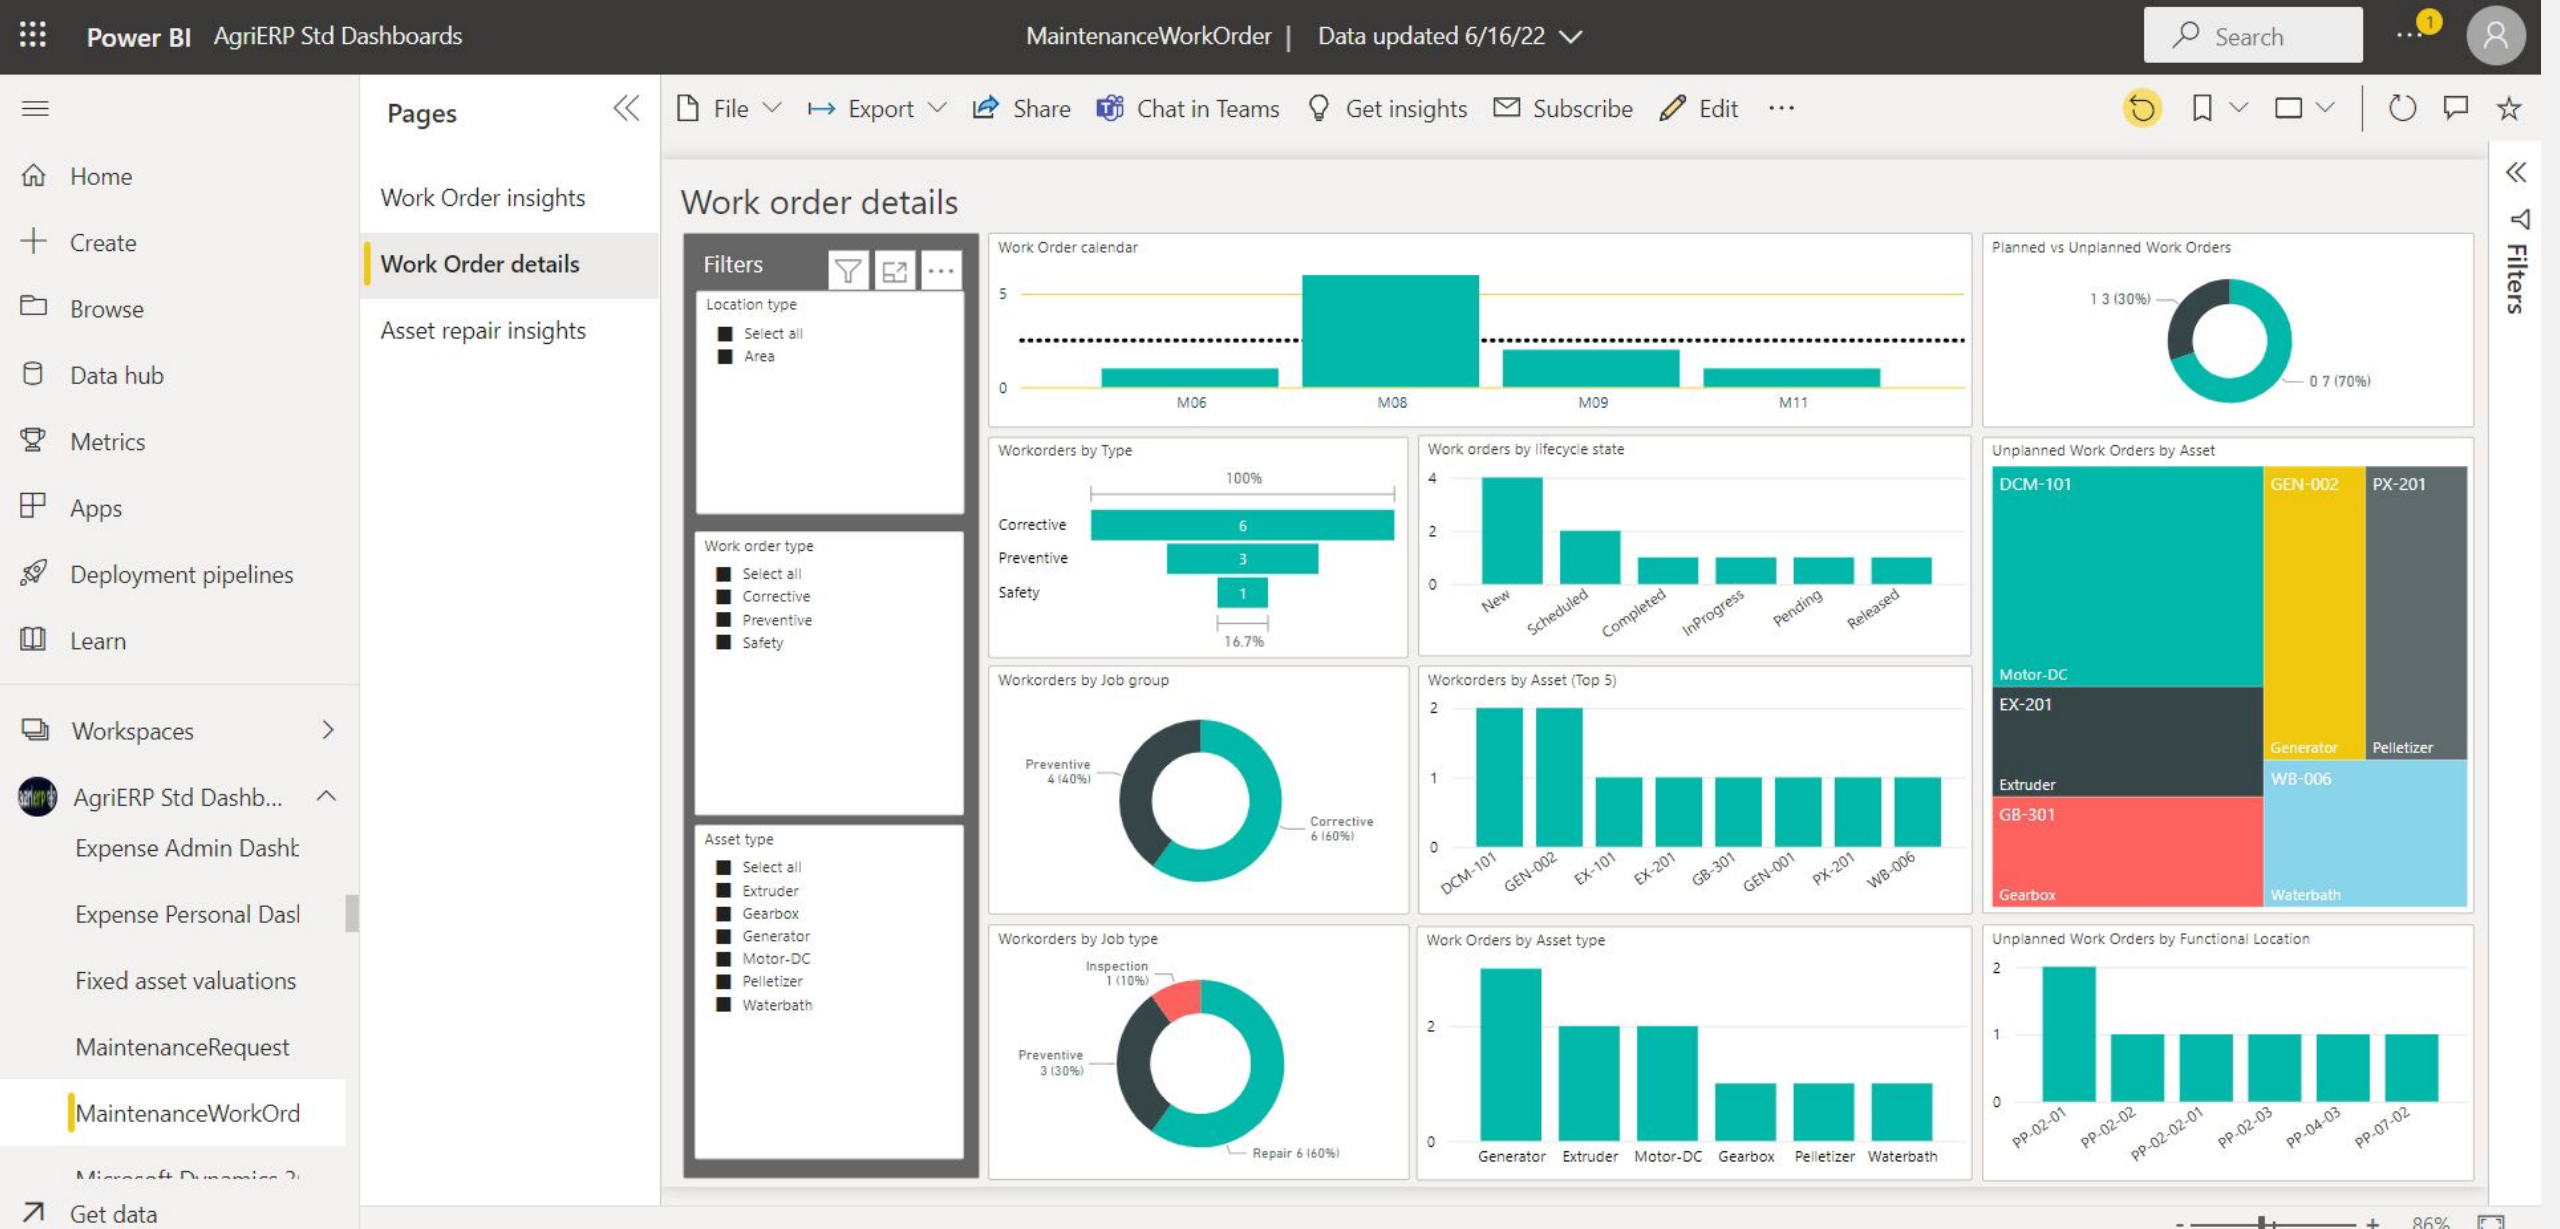 Power BI AgriERP Std Dashboards
MaintenanceWorkOrder | Data updated 6/16/22
Search
1
Home
Create
Browse
Data hub
Metrics
Apps
Deployment pipelines
Learn
Workspaces
AgriERP Std Dashb...
Expense Admin Dashb
Expense Personal Dasl
Fixed asset valuations
MaintenanceRequest
MaintenanceWorkOrd
Get data
Pages
Work Order insights
Work Order details
Asset repair insights
File Export Share Chat in Teams Get insights Subscribe Edit
Work order details
Filters
Location type
Select all
Area
Work order type
Select all
Corrective
Preventive
Safety
Asset type
Select all
Extruder
Gearbox
Generator
Motor-DC
Pelletizer
Waterbath
Work Order calendar
5
0
M06 M08 M09 M11
Planned vs Unplanned Work Orders
1 3 (30%)
0 7 (70%)
Workorders by Type
100%
Corrective 6
Preventive 3
Safety 1
16.7%
Work orders by lifecycle state
4
2
0
New Scheduled Completed InProgress Pending Released
Unplanned Work Orders by Asset
DCM-101 GEN-002 PX-201
Motor-DC
EX-201
Generator Pelletizer
WB-006
Extruder
GB-301
Gearbox Waterbath
Workorders by Job group
Preventive
4 (40%)
Corrective
6 (60%)
Workorders by Asset (Top 5)
2
1
0
DCM-101 GEN-002 EX-101 EX-201 GB-301 GEN-001 PX-201 WB-006
Workorders by Job type
Inspection
1 (10%)
Preventive
3 (30%)
Repair 6 (60%)
Work Orders by Asset type
2
0
Generator Extruder Motor-DC Gearbox Pelletizer Waterbath
Unplanned Work Orders by Functional Location
2
1
0
PP-02-01 PP-02-02 PP-02-02-01 PP-02-03 PP-04-03 PP-07-02
Filters
86%